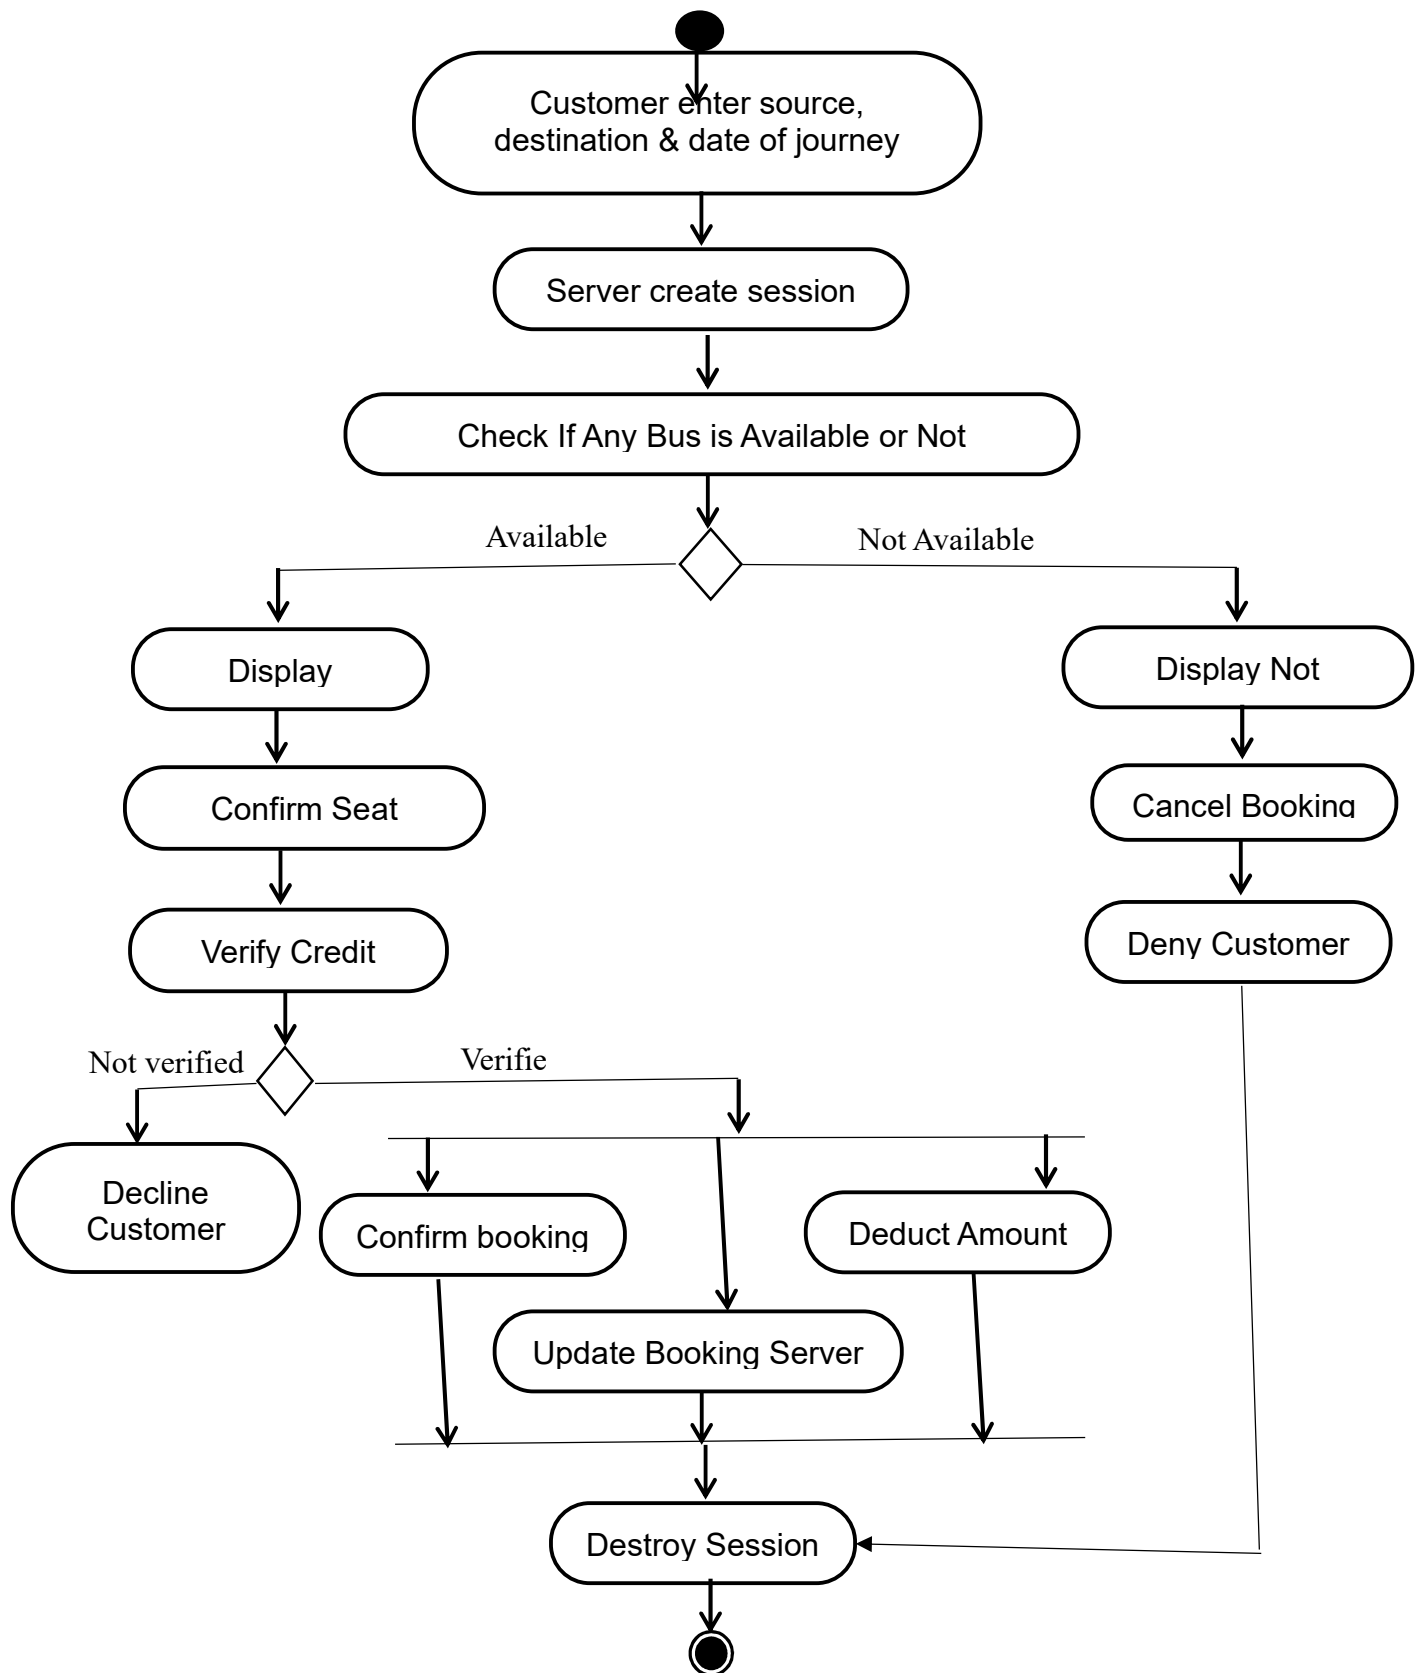 Customer enter source,
destination & date of journey
Server create session
Check If Any Bus is Available or Not
Available
Not Available
Display
Display Not
Confirm Seat
Cancel Booking
Verify Credit
Deny Customer
Not verified
Verifie
Decline
Customer
Confirm booking
Deduct Amount
Update Booking Server
Destroy Session